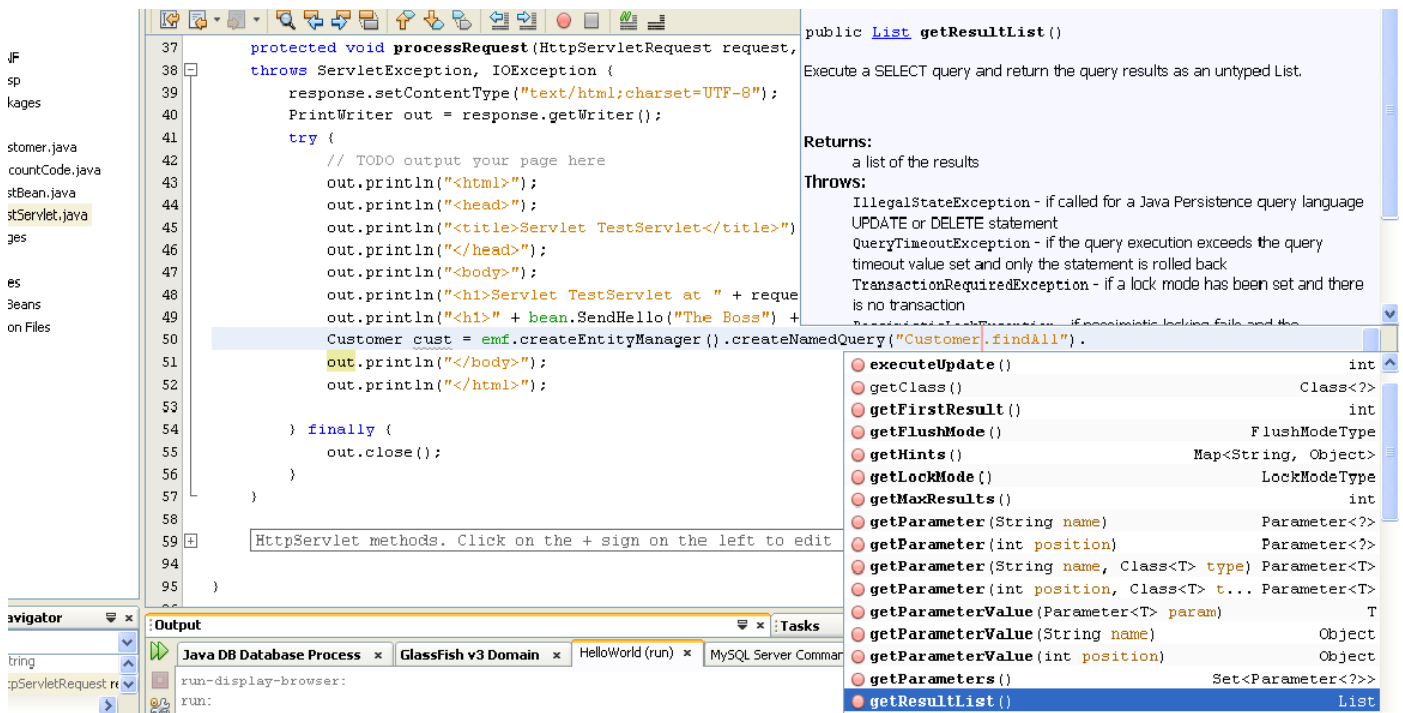 JF
sp
kages
stomer.java
countCode.java
stBean.java
stServlet.java
ges
es
Beans
on Files
37 protected void processRequest(HttpServletRequest request,
38 throws ServletException, IOException {
39 response.setContentType("text/html;charset=UTF-8");
40 PrintWriter out = response.getWriter();
41 try {
42 // TODO output your page here
43 out.println("<html>");
44 out.println("<head>");
45 out.println("<title>Servlet TestServlet</title>")
46 out.println("</head>");
47 out.println("<body>");
48 out.println("<h1>Servlet TestServlet at " + reque
49 out.println("<h1>" + bean.SendHello("The Boss") +
50 Customer cust = emf.createEntityManager().createNamedQuery("Customer.findAll").
51 out.println("</body>");
52 out.println("</html>");
53
54 } finally {
55 out.close();
56 }
57 }
58
59 HttpServlet methods. Click on the + sign on the left to edit
94
95 }
public List getResultList()
Execute a SELECT query and return the query results as an untyped List.
Returns:
a list of the results
Throws:
IllegalStateException - if called for a Java Persistence query language
UPDATE or DELETE statement
QueryTimeoutException - if the query execution exceeds the query
timeout value set and only the statement is rolled back
TransactionRequiredException - if a lock mode has been set and there
is no transaction
PessimisticLockException - if pessimistic locking fails and the
executeUpdate() int
getClass() Class<?>
getFirstResult() int
getFlushMode() FlushModeType
getHints() Map<String, Object>
getLockMode() LockModeType
getMaxResults() int
getParameter(String name) Parameter<?>
getParameter(int position) Parameter<?>
getParameter(String name, Class<T> type) Parameter<T>
getParameter(int position, Class<T> t... Parameter<T>
getParameterValue(Parameter<T> param) T
getParameterValue(String name) Object
getParameterValue(int position) Object
getParameters() Set<Parameter<?>>
getResultList() List
avigator
tring
tpServletRequest re
Output Tasks
Java DB Database Process GlassFish v3 Domain HelloWorld (run) MySQL Server Commar
run-display-browser:
run: